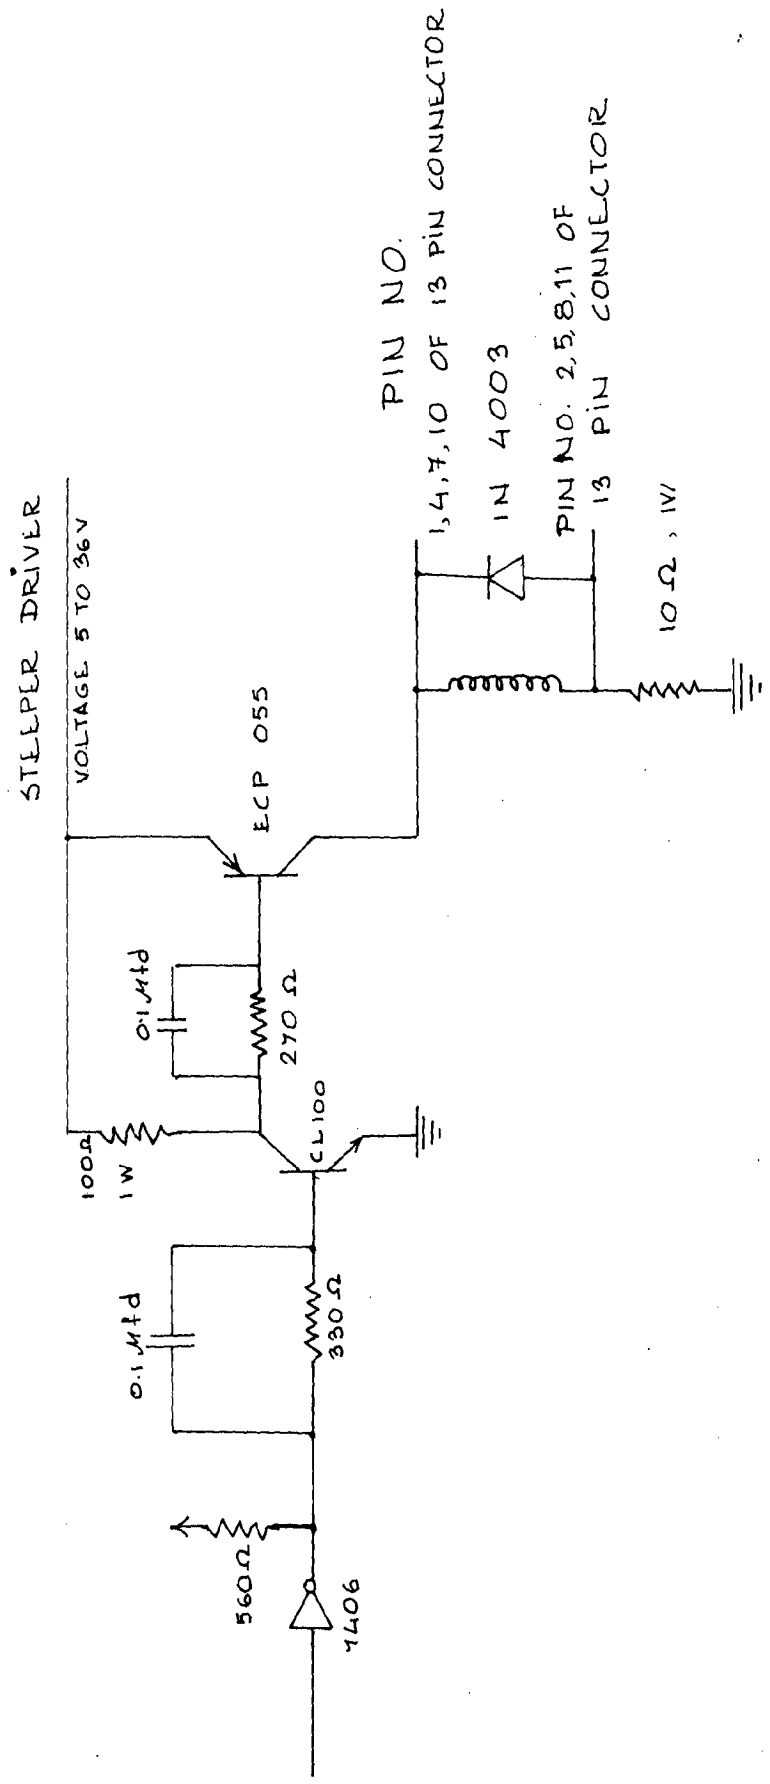 STEEPER DRIVER
VOLTAGE 5 TO 36V
PIN NO.
1,4,7,10 OF 13 PIN CONNECTOR
IN 4003
PIN NO. 2,5,8,11 OF
13 PIN CONNECTOR
10 Ω, 1W
ECP 055
0.1 Mfd
270 Ω
100Ω
1W
CL100
0.1 Mfd
330 Ω
560Ω
7406